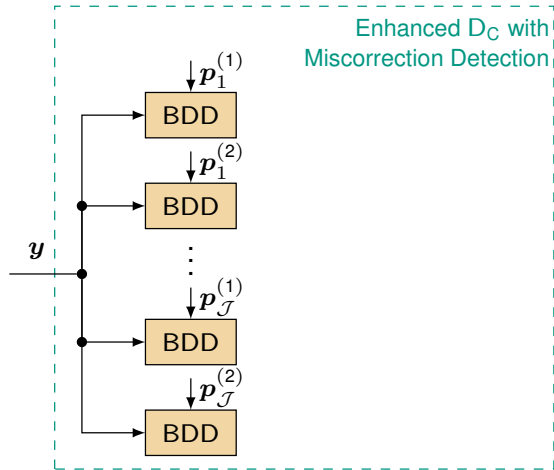 Enhanced D_C with
Miscorrection Detection
p_1^{(1)}
BDD
p_1^{(2)}
BDD
y
⋮
p_𝒥^{(1)}
BDD
p_𝒥^{(2)}
BDD